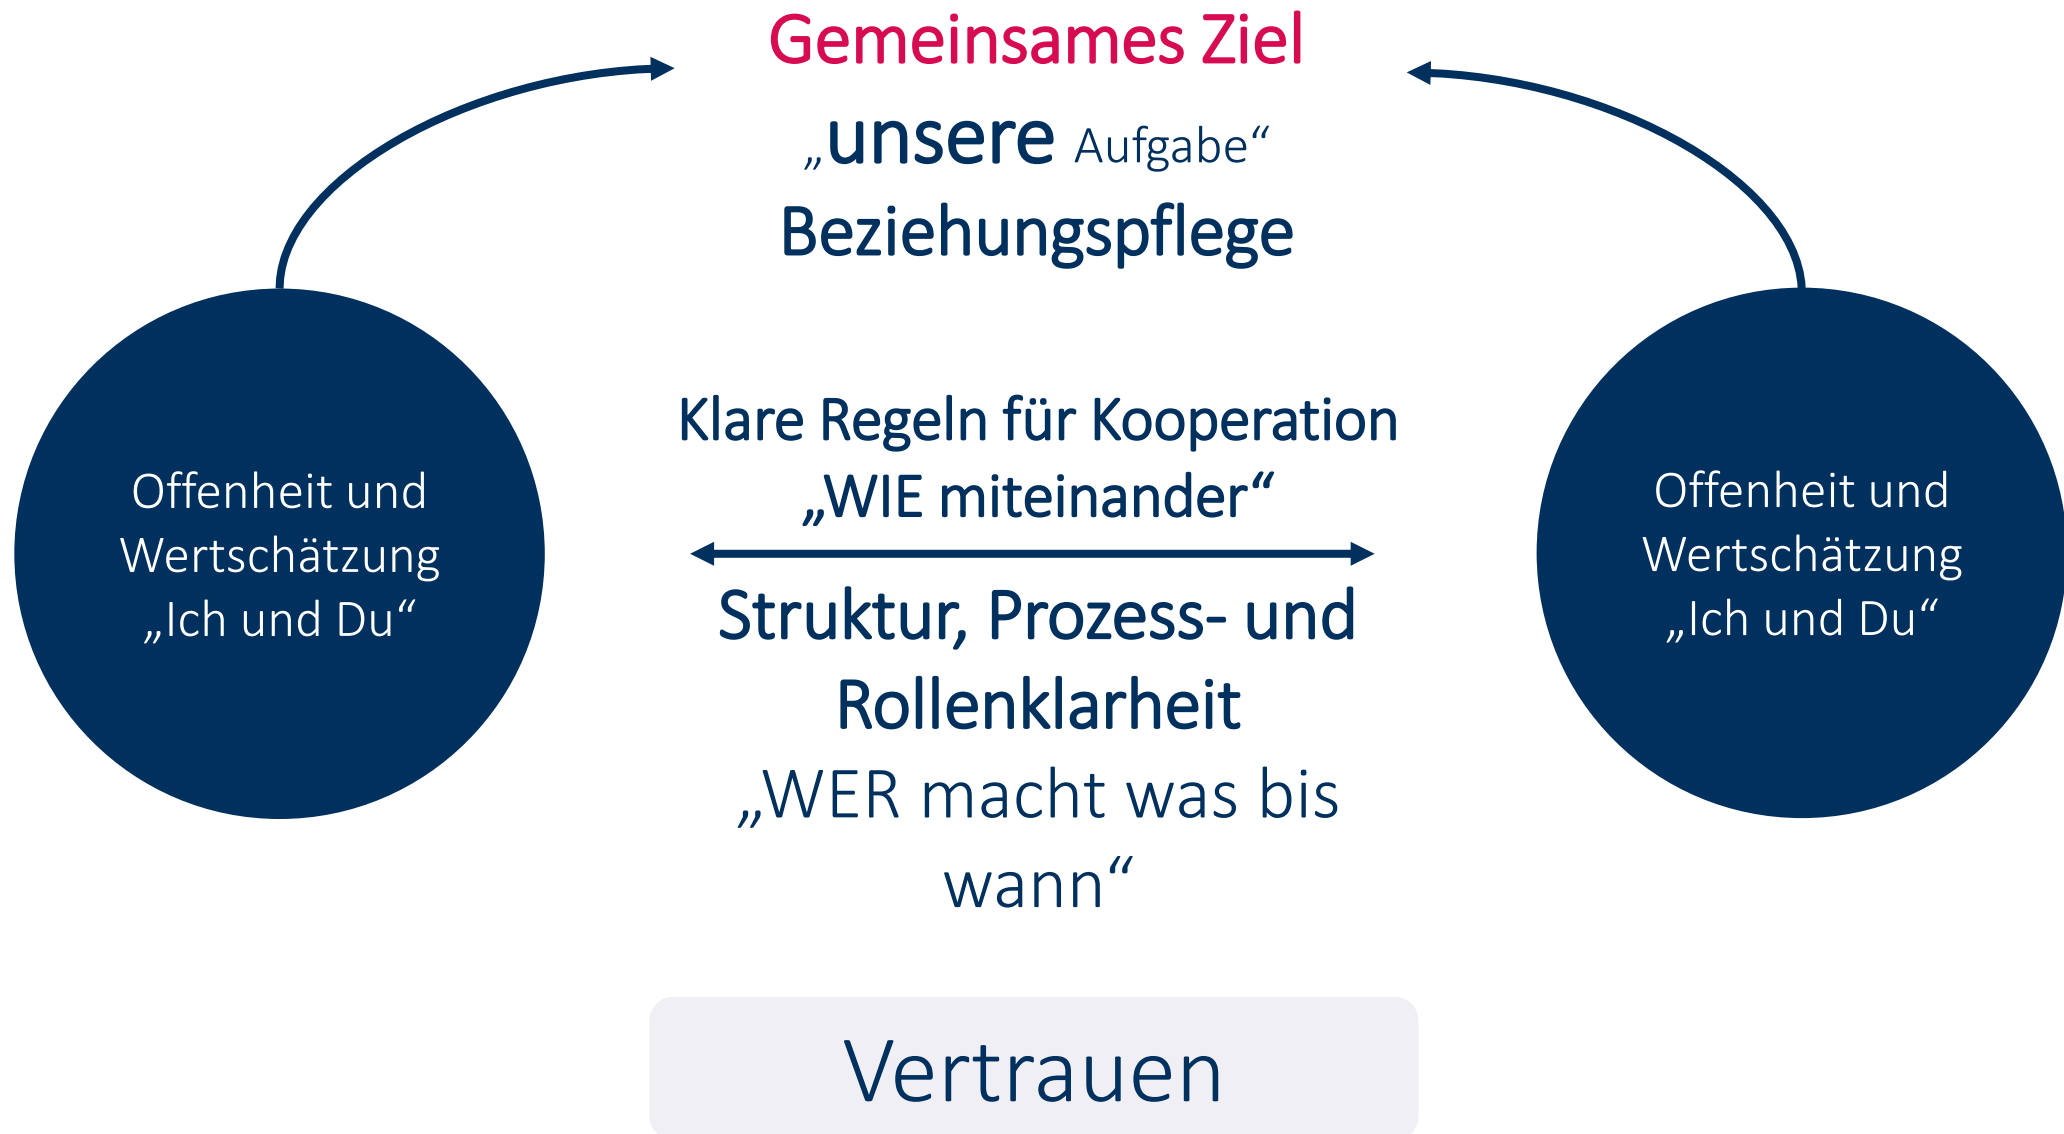 Gemeinsames Ziel
„unsere Aufgabe“
Beziehungspflege
Offenheit und
Wertschätzung
„Ich und Du“
Klare Regeln für Kooperation
„WIE miteinander“
Struktur, Prozess- und
Rollenklarheit
„WER macht was bis
wann“
Offenheit und
Wertschätzung
„Ich und Du“
Vertrauen